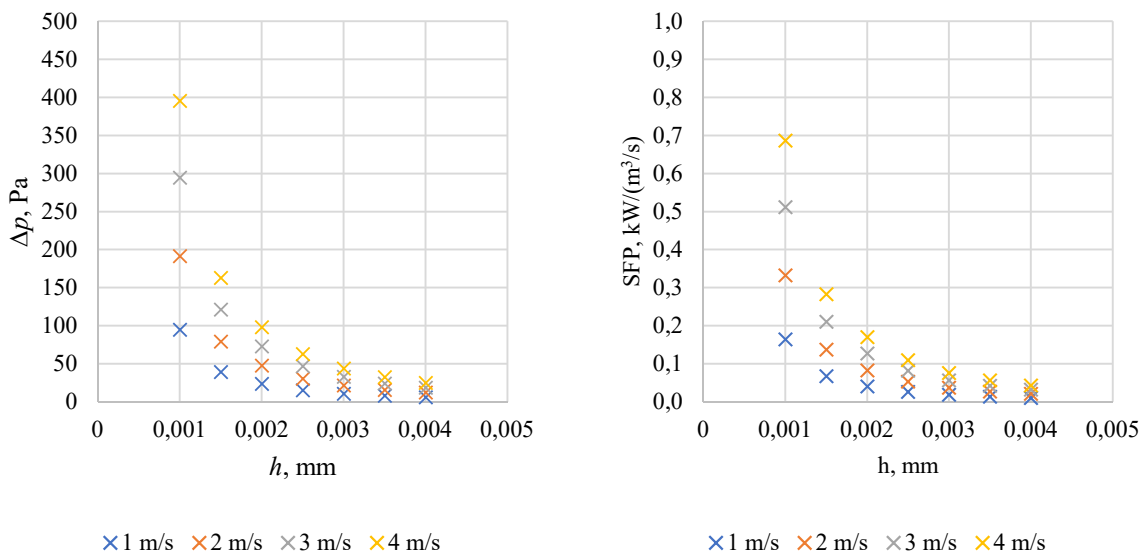 500
450
400
350
300
250
200
150
100
50
0
Δp, Pa
0
0,001
0,002
0,003
0,004
0,005
h, mm
1 m/s
2 m/s
3 m/s
4 m/s
1,0
0,9
0,8
0,7
0,6
0,5
0,4
0,3
0,2
0,1
0,0
SFP, kW/(m³/s)
0
0,001
0,002
0,003
0,004
0,005
h, mm
1 m/s
2 m/s
3 m/s
4 m/s